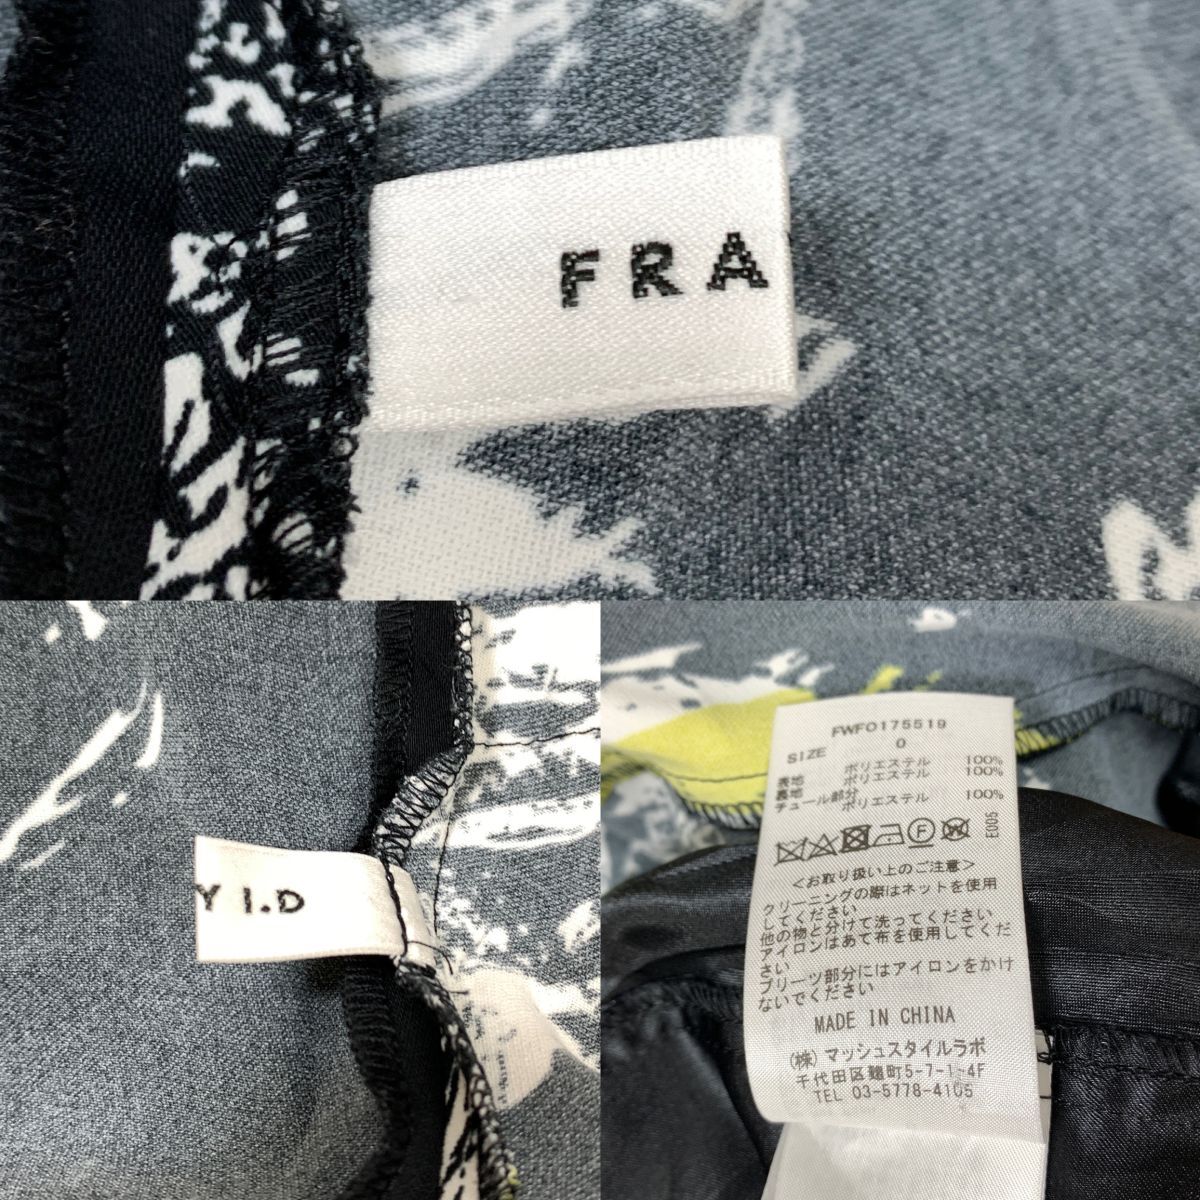 FRA
Y I.D
FWFO175519
SIZE 0
表地 ポリエステル 100%
裏地 ポリエステル 100%
チュール部分
ポリエステル 100%
E005
<お取り扱い上のご注意>
クリーニングの際はネットを使用
してください
他の物と分けて洗ってください
アイロンはあて布を使用してくだ
さい
プリーツ部分にはアイロンをかけ
ないでください
MADE IN CHINA
(株) マッシュスタイルラボ
千代田区麹町5-7-1-4F
TEL 03-5778-4105